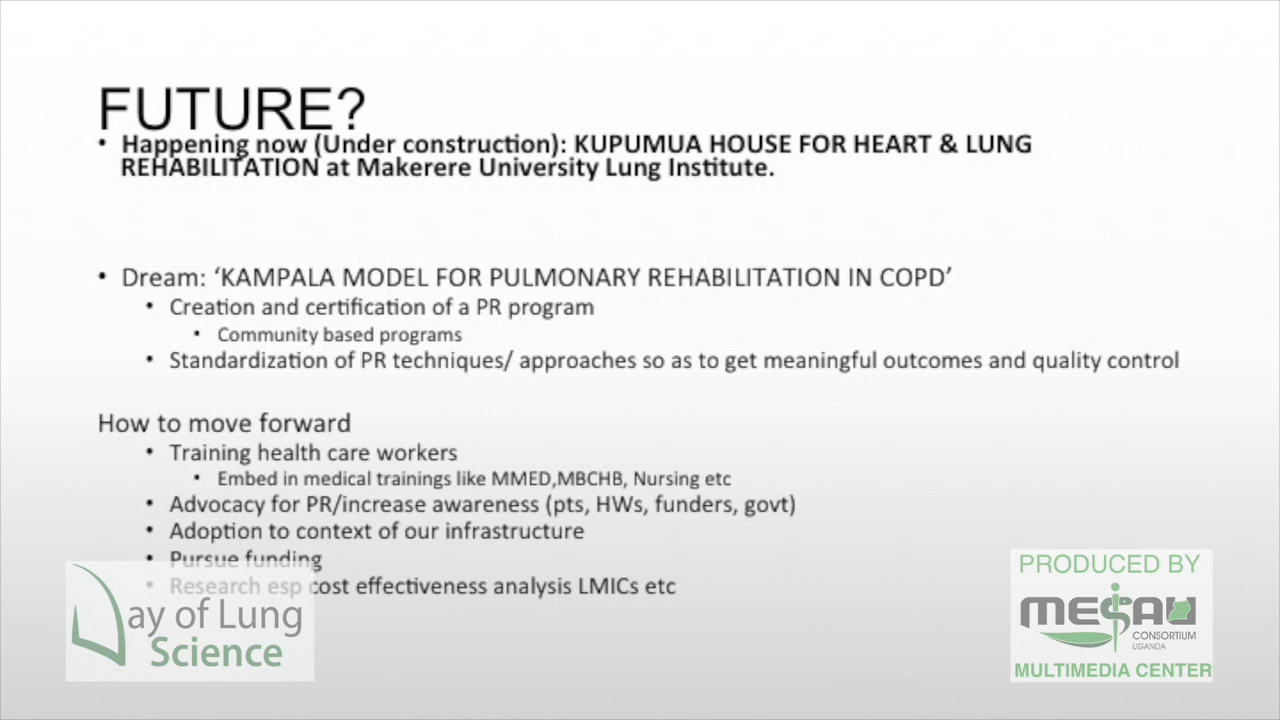 FUTURE?
• Happening now (Under construction): KUPUMUA HOUSE FOR HEART & LUNG
REHABILITATION at Makerere University Lung Institute.
• Dream: ‘KAMPALA MODEL FOR PULMONARY REHABILITATION IN COPD’
• Creation and certification of a PR program
• Community based programs
• Standardization of PR techniques/ approaches so as to get meaningful outcomes and quality control
How to move forward
• Training health care workers
• Embed in medical trainings like MMED,MBCHB, Nursing etc
• Advocacy for PR/increase awareness (pts, HWs, funders, govt)
• Adoption to context of our infrastructure
• Pursue funding
• Research esp cost effectiveness analysis LMICs etc
Day of Lung
Science
PRODUCED BY
MESAU
CONSORTIUM
UGANDA
MULTIMEDIA CENTER